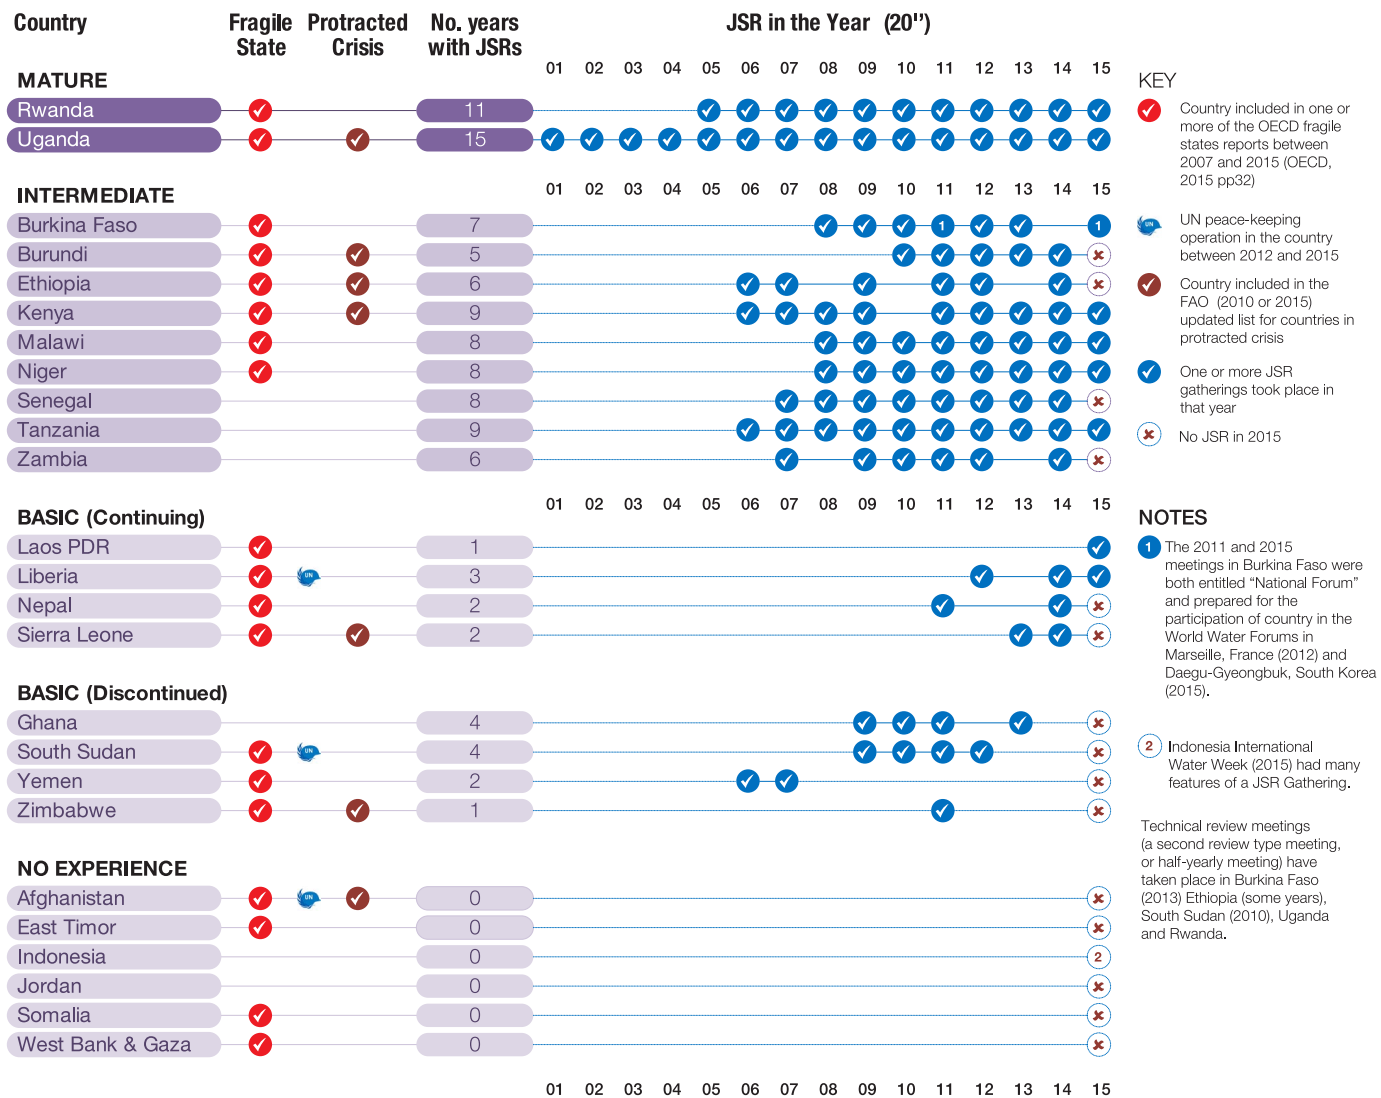 Country Fragile State Protracted Crisis No. years with JSRs JSR in the Year (20'')
01 02 03 04 05 06 07 08 09 10 11 12 13 14 15
MATURE
Rwanda 11
Uganda 15
INTERMEDIATE 01 02 03 04 05 06 07 08 09 10 11 12 13 14 15
Burkina Faso 7 1 1
Burundi 5
Ethiopia 6
Kenya 9
Malawi 8
Niger 8
Senegal 8
Tanzania 9
Zambia 6
01 02 03 04 05 06 07 08 09 10 11 12 13 14 15
BASIC (Continuing)
Laos PDR 1
Liberia UN 3
Nepal 2
Sierra Leone 2
BASIC (Discontinued)
Ghana 4
South Sudan UN 4
Yemen 2
Zimbabwe 1
NO EXPERIENCE
Afghanistan UN 0
East Timor 0
Indonesia 0 2
Jordan 0
Somalia 0
West Bank & Gaza 0
01 02 03 04 05 06 07 08 09 10 11 12 13 14 15
KEY
Country included in one or
more of the OECD fragile
states reports between
2007 and 2015 (OECD,
2015 pp32)
UN UN peace-keeping
operation in the country
between 2012 and 2015
Country included in the
FAO (2010 or 2015)
updated list for countries in
protracted crisis
One or more JSR
gatherings took place in
that year
No JSR in 2015
NOTES
1 The 2011 and 2015
meetings in Burkina Faso were
both entitled “National Forum”
and prepared for the
participation of country in the
World Water Forums in
Marseille, France (2012) and
Daegu-Gyeongbuk, South Korea
(2015).
2 Indonesia International
Water Week (2015) had many
features of a JSR Gathering.
Technical review meetings
(a second review type meeting,
or half-yearly meeting) have
taken place in Burkina Faso
(2013) Ethiopia (some years),
South Sudan (2010), Uganda
and Rwanda.